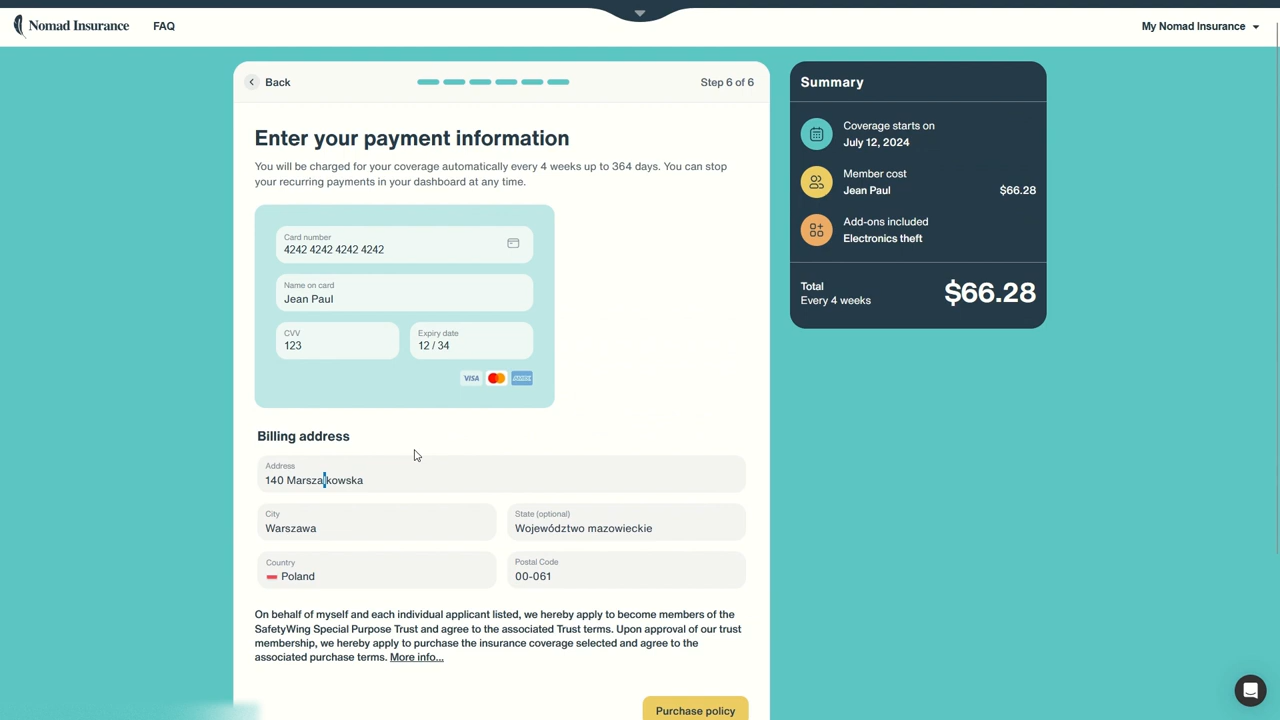 Nomad Insurance
FAQ
My Nomad Insurance
Back
Step 6 of 6
Enter your payment information
You will be charged for your coverage automatically every 4 weeks up to 364 days. You can stop
your recurring payments in your dashboard at any time.
Card number
4242 4242 4242 4242
Name on card
Jean Paul
CVV
123
Expiry date
12 / 34
VISA
Billing address
Address
140 Marszałkowska
City
Warszawa
State (optional)
Województwo mazowieckie
Country
Poland
Postal Code
00-061
On behalf of myself and each individual applicant listed, we hereby apply to become members of the
SafetyWing Special Purpose Trust and agree to the associated Trust terms. Upon approval of our trust
membership, we hereby apply to purchase the insurance coverage selected and agree to the
associated purchase terms. More info...
Purchase policy
Summary
Coverage starts on
July 12, 2024
Member cost
Jean Paul
$66.28
Add-ons included
Electronics theft
Total
Every 4 weeks
$66.28